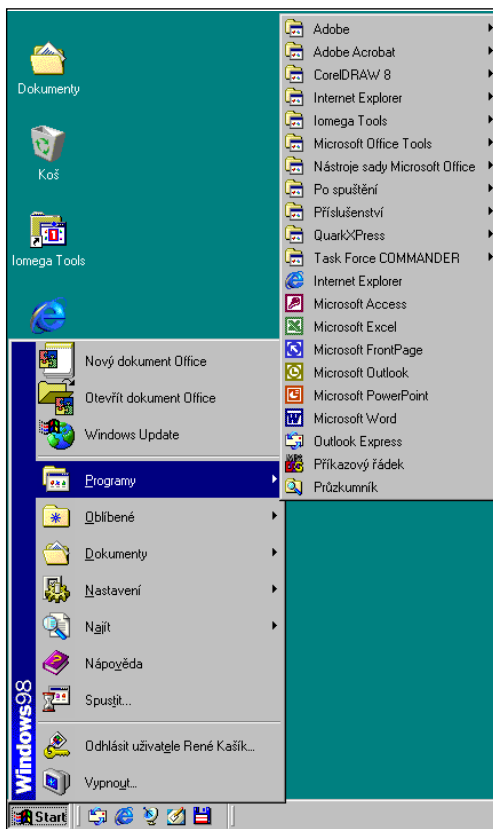 Dokumenty
Koš
Iomega Tools
Adobe
Adobe Acrobat
CorelDRAW 8
Internet Explorer
Iomega Tools
Microsoft Office Tools
Nástroje sady Microsoft Office
Po spuštění
Příslušenství
QuarkXPress
Task Force COMMANDER
Internet Explorer
Microsoft Access
Microsoft Excel
Microsoft FrontPage
Microsoft Outlook
Microsoft PowerPoint
Microsoft Word
Outlook Express
Příkazový řádek
Průzkumník
Nový dokument Office
Otevřít dokument Office
Windows Update
Programy
Oblíbené
Dokumenty
Nastavení
Najít
Nápověda
Spustit...
Odhlásit uživatele René Kašík...
Vypnout...
Windows98
Start